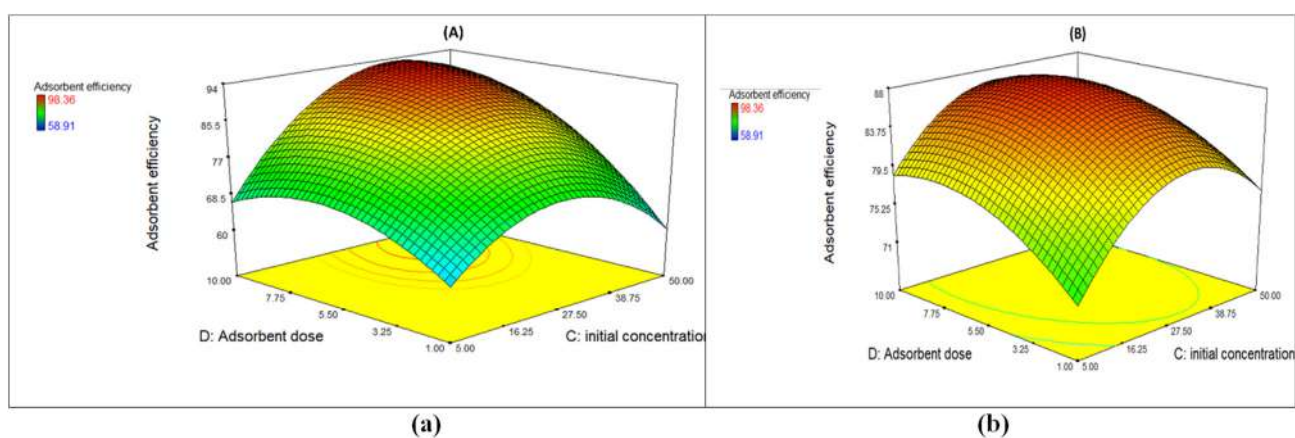 (A)
Adsorbent efficiency
98.36
58.91
94
85.5
77
68.5
60
Adsorbent efficiency
10.00
7.75
5.50
3.25
1.00
5.00
16.25
27.50
38.75
50.00
D: Adsorbent dose
C: initial concentration
(B)
Adsorbent efficiency
98.36
58.91
88
83.75
79.5
75.25
71
Adsorbent efficiency
10.00
7.75
5.50
3.25
1.00
5.00
16.25
27.50
38.75
50.00
D: Adsorbent dose
C: initial concentration
(a)
(b)